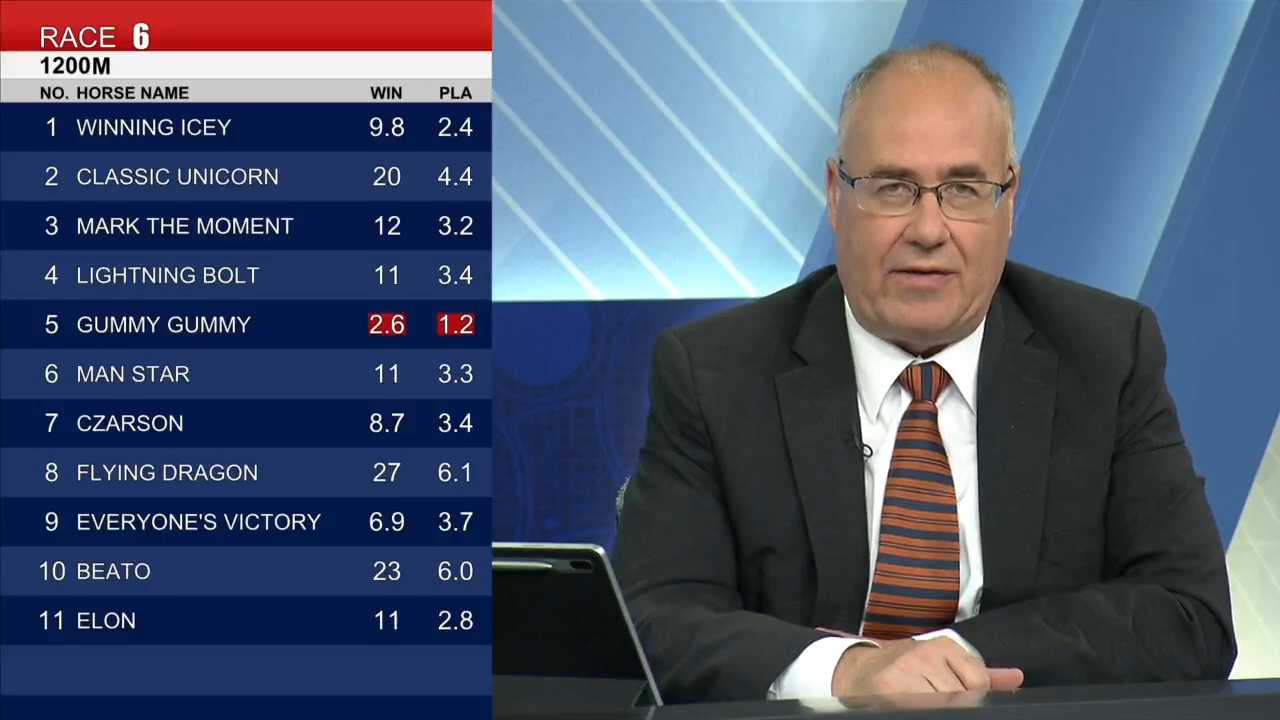 RACE 6
1200M
NO. HORSE NAME WIN PLA
1 WINNING ICEY 9.8 2.4
2 CLASSIC UNICORN 20 4.4
3 MARK THE MOMENT 12 3.2
4 LIGHTNING BOLT 11 3.4
5 GUMMY GUMMY 2.6 1.2
6 MAN STAR 11 3.3
7 CZARSON 8.7 3.4
8 FLYING DRAGON 27 6.1
9 EVERYONE'S VICTORY 6.9 3.7
10 BEATO 23 6.0
11 ELON 11 2.8